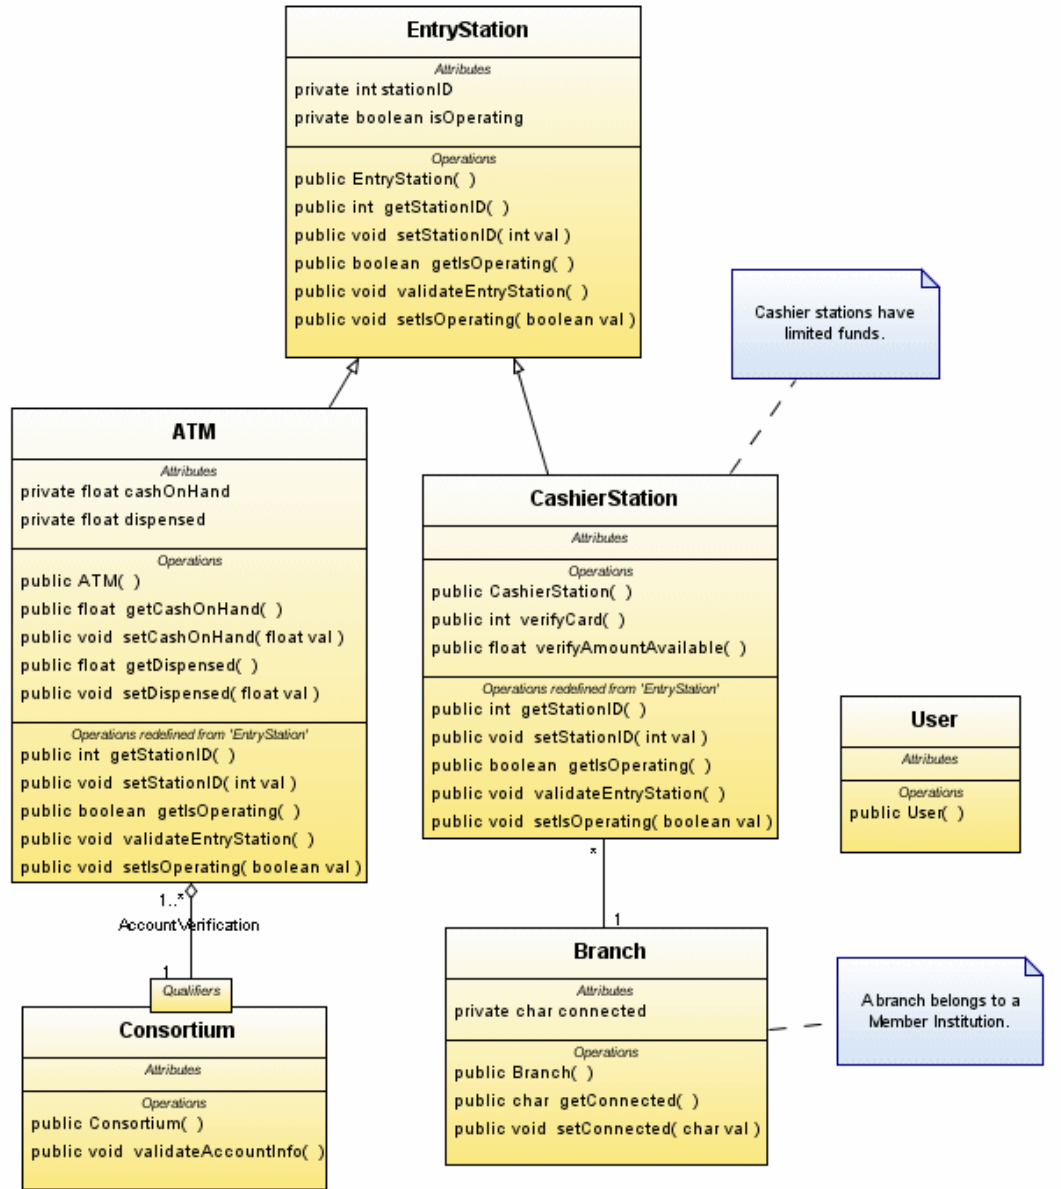 EntryStation
Attributes
private int stationID
private boolean isOperating
Operations
public EntryStation( )
public int getStationID( )
public void setStationID( int val )
public boolean getIsOperating( )
public void validateEntryStation( )
public void setIsOperating( boolean val )
Cashier stations have
limited funds.
ATM
Attributes
private float cashOnHand
private float dispensed
Operations
public ATM( )
public float getCashOnHand( )
public void setCashOnHand( float val )
public float getDispensed( )
public void setDispensed( float val )
Operations redefined from 'EntryStation'
public int getStationID( )
public void setStationID( int val )
public boolean getIsOperating( )
public void validateEntryStation( )
public void setIsOperating( boolean val )
CashierStation
Attributes
Operations
public CashierStation( )
public int verifyCard( )
public float verifyAmountAvailable( )
Operations redefined from 'EntryStation'
public int getStationID( )
public void setStationID( int val )
public boolean getIsOperating( )
public void validateEntryStation( )
public void setIsOperating( boolean val )
User
Attributes
Operations
public User( )
1..*
AccountVerification
1
Qualifiers
Consortium
Attributes
Operations
public Consortium( )
public void validateAccountInfo( )
*
1
Branch
Attributes
private char connected
Operations
public Branch( )
public char getConnected( )
public void setConnected( char val )
A branch belongs to a
Member Institution.